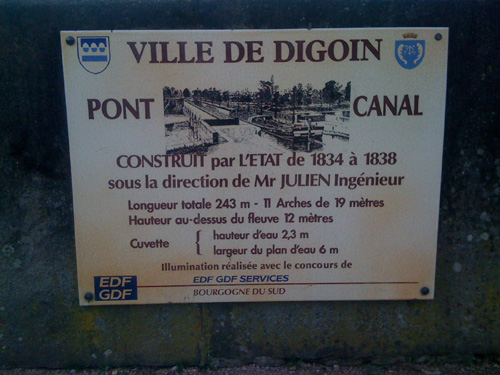 VILLE DE DIGOIN
PONT CANAL
CONSTRUIT par L'ETAT de 1834 à 1838
sous la direction de Mr JULIEN Ingénieur
Longueur totale 243 m - 11 Arches de 19 mètres
Hauteur au-dessus du fleuve 12 mètres
Cuvette { hauteur d'eau 2,3 m
largeur du plan d'eau 6 m
Illumination réalisée avec le concours de
EDF GDF SERVICES
BOURGOGNE DU SUD
EDF
GDF